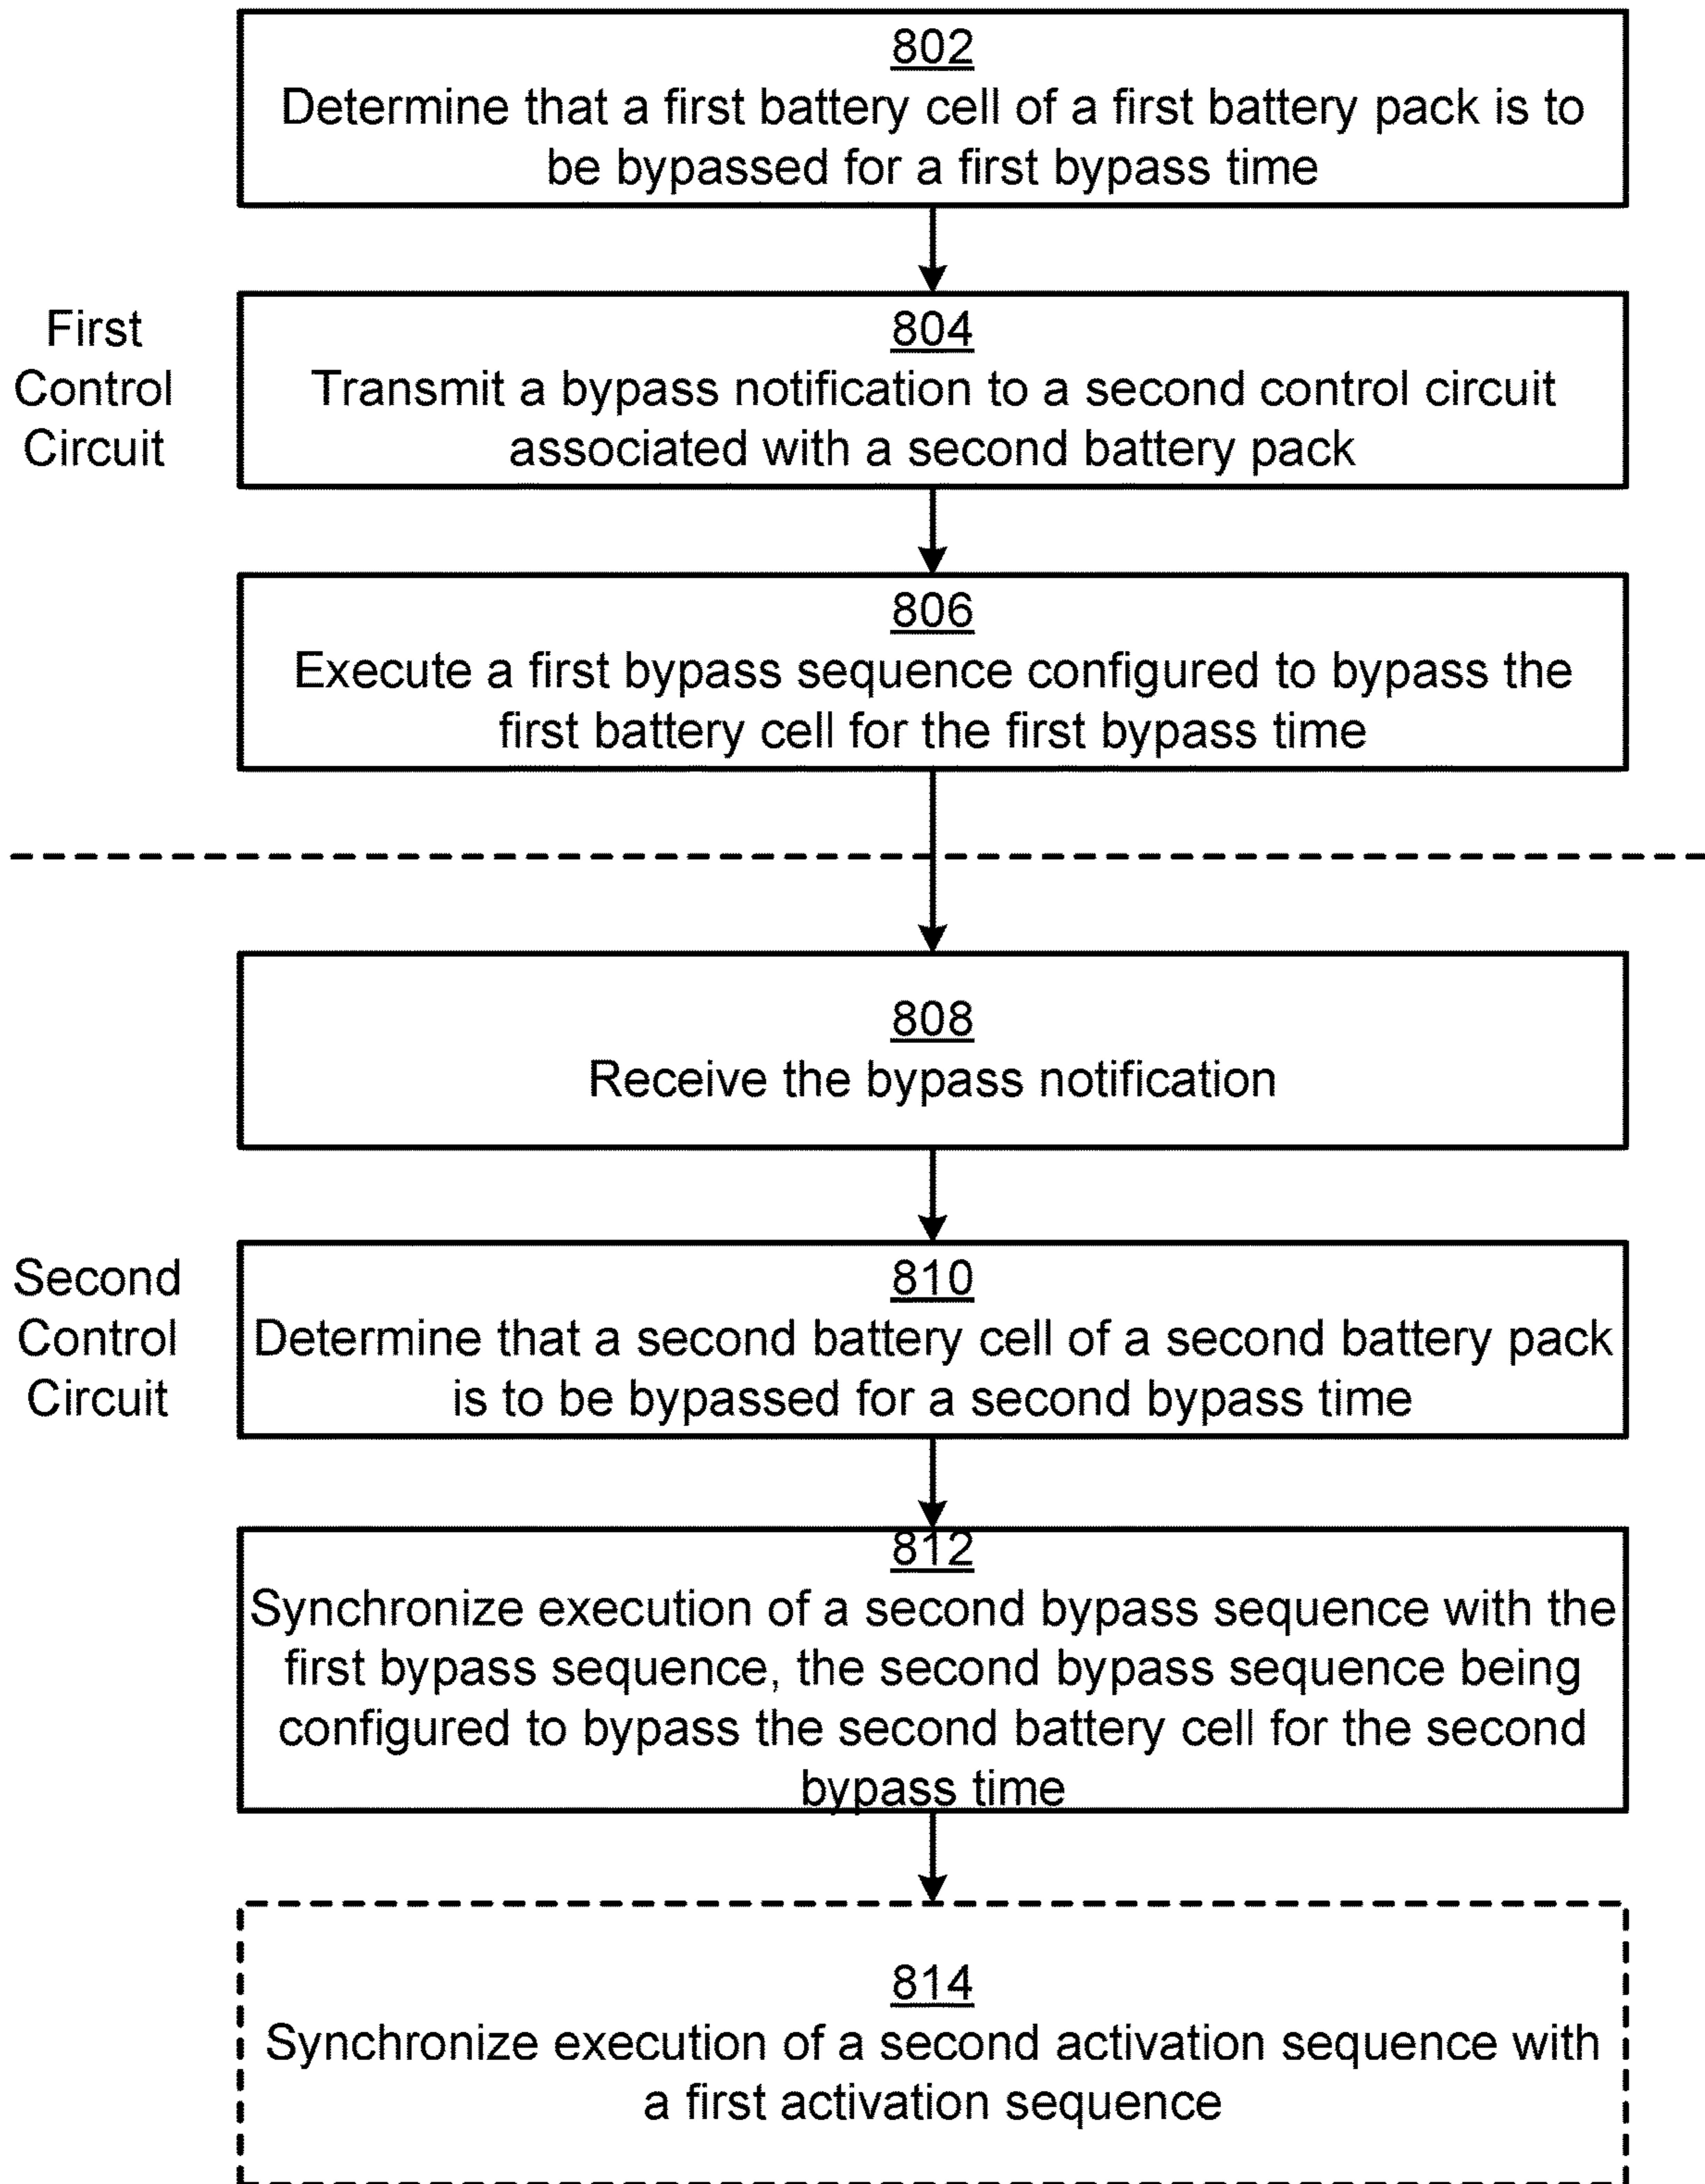 802
Determine that a first battery cell of a first battery pack is to
be bypassed for a first bypass time
First
Control
Circuit
804
Transmit a bypass notification to a second control circuit
associated with a second battery pack
806
Execute a first bypass sequence configured to bypass the
first battery cell for the first bypass time
808
Receive the bypass notification
Second
Control
Circuit
810
Determine that a second battery cell of a second battery pack
is to be bypassed for a second bypass time
812
Synchronize execution of a second bypass sequence with the
first bypass sequence, the second bypass sequence being
configured to bypass the second battery cell for the second
bypass time
814
Synchronize execution of a second activation sequence with
a first activation sequence